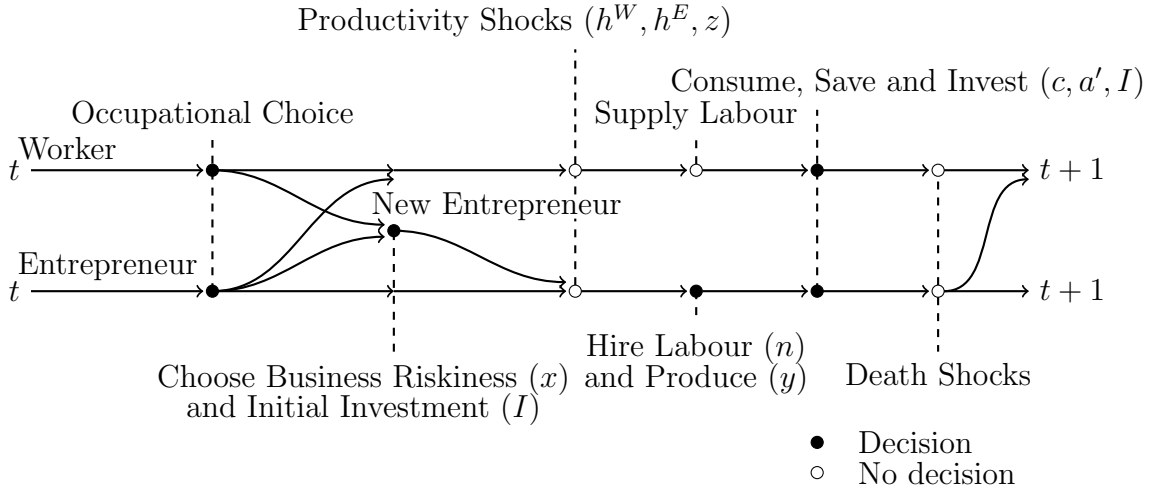 Productivity Shocks (h^W, h^E, z)
Consume, Save and Invest (c, a′, I)
Occupational Choice
Supply Labour
Worker
t
t + 1
New Entrepreneur
Entrepreneur
t
t + 1
Hire Labour (n)
and Produce (y)
Choose Business Riskiness (x)
and Initial Investment (I)
Death Shocks
Decision
No decision